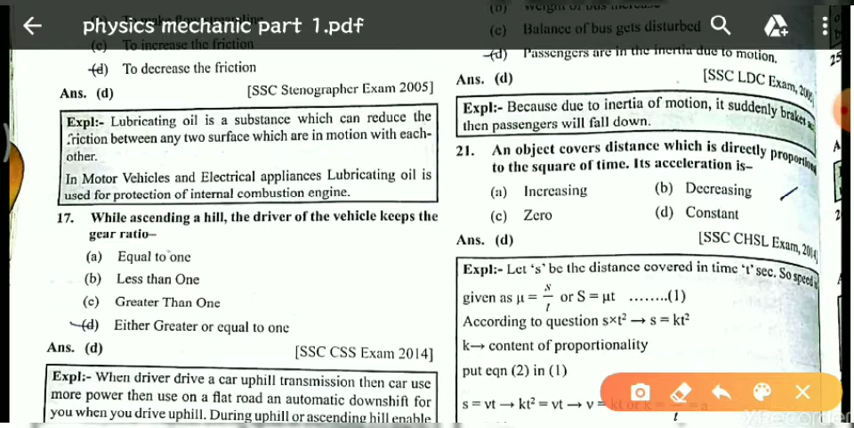 physics mechanic part 1.pdf
(c) To increase the friction
(d) To decrease the friction
Ans. (d) [SSC Stenographer Exam 2005]
Expl:- Lubricating oil is a substance which can reduce the
friction between any two surface which are in motion with each-
other.
In Motor Vehicles and Electrical appliances Lubricating oil is
used for protection of internal combustion engine.
17. While ascending a hill, the driver of the vehicle keeps the
gear ratio–
(a) Equal to one
(b) Less than One
(c) Greater Than One
(d) Either Greater or equal to one
Ans. (d) [SSC CSS Exam 2014]
Expl:- When driver drive a car uphill transmission then car use
more power then use on a flat road an automatic downshift for
you when you drive uphill. During uphill or ascending hill enable
(c) Balance of bus gets disturbed
(d) Passengers are in the inertia due to motion.
Ans. (d) [SSC LDC Exam,
Expl:- Because due to inertia of motion, it suddenly brakes
then passengers will fall down.
21. An object covers distance which is directly
to the square of time. Its acceleration is–
(a) Increasing (b) Decreasing
(c) Zero (d) Constant
Ans. (d) [SSC CHSL Exam,
Expl:- Let 's' be the distance covered in time 't' sec. So speed
given as μ = s/t or S = μt ........(1)
According to question s×t² → s = kt²
k→ content of proportionality
put eqn (2) in (1)
s = vt → kt² = vt → v =
XRecorder